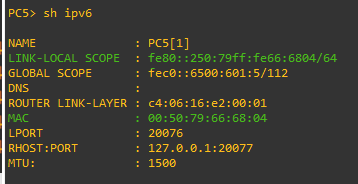 PC5> sh ipv6
NAME : PC5[1]
LINK-LOCAL SCOPE : fe80::250:79ff:fe66:6804/64
GLOBAL SCOPE : fec0::6500:601:5/112
DNS :
ROUTER LINK-LAYER : c4:06:16:e2:00:01
MAC : 00:50:79:66:68:04
LPORT : 20076
RHOST:PORT : 127.0.0.1:20077
MTU: : 1500